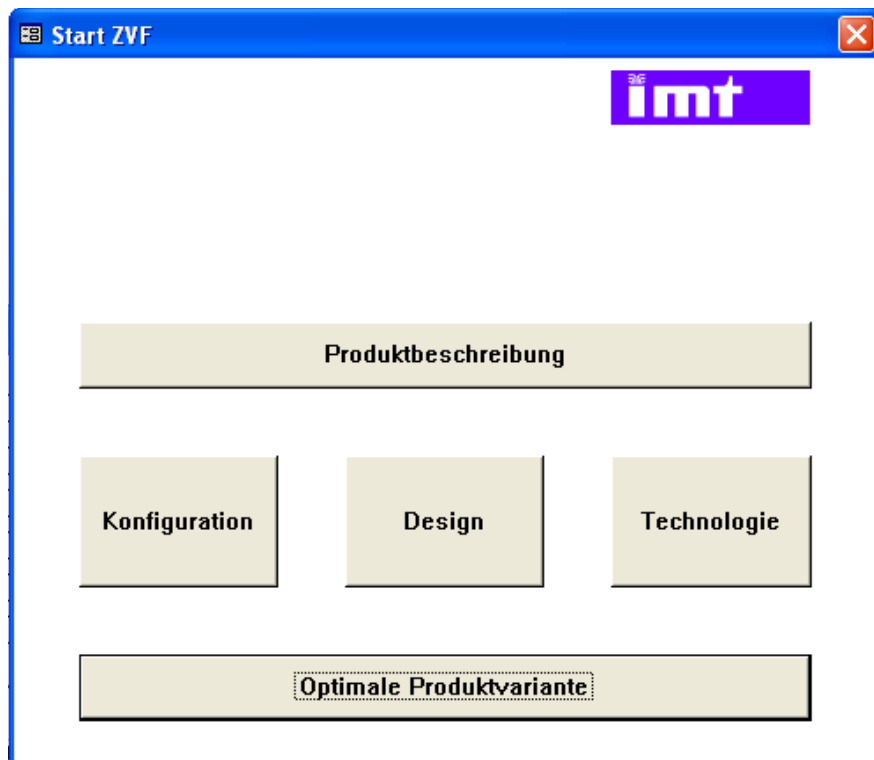 Start ZVF
imt
Produktbeschreibung
Konfiguration
Design
Technologie
Optimale Produktvariante